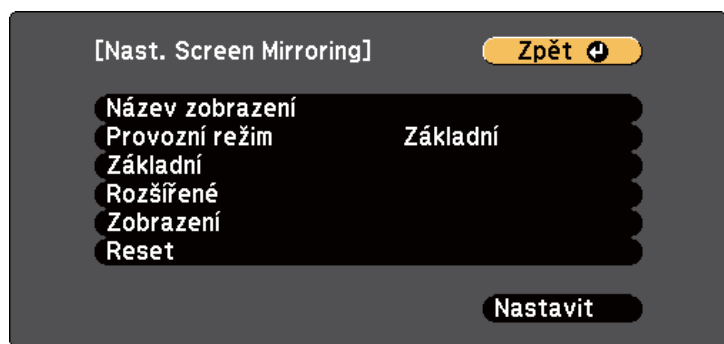 [Nast. Screen Mirroring] Zpět
Název zobrazení
Provozní režim Základní
Základní
Rozšířené
Zobrazení
Reset
Nastavit